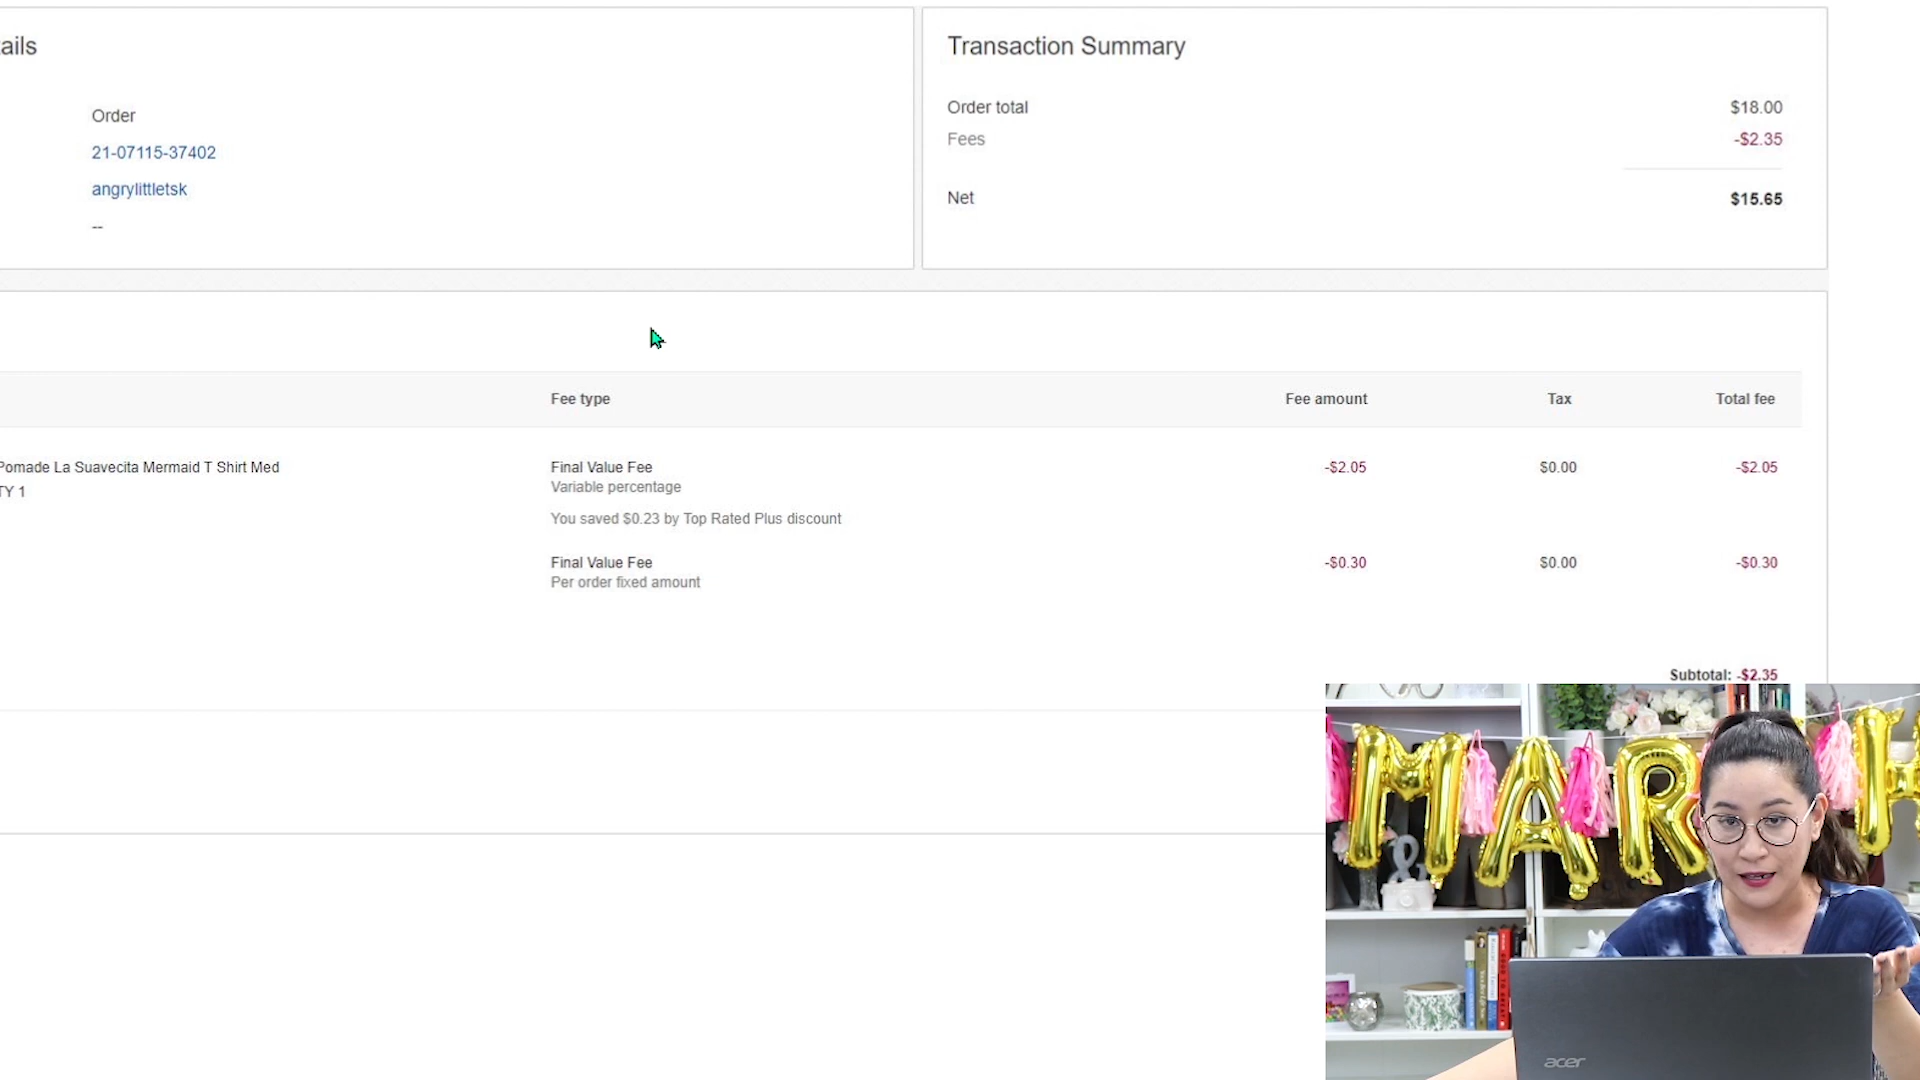 ails
Order
21-07115-37402
angrylittletsk
--
Transaction Summary
Order total $18.00
Fees -$2.35
Net $15.65
Fee type Fee amount Tax Total fee
Pomade La Suavecita Mermaid T Shirt Med
TY 1
Final Value Fee -$2.05 $0.00 -$2.05
Variable percentage
You saved $0.23 by Top Rated Plus discount
Final Value Fee -$0.30 $0.00 -$0.30
Per order fixed amount
Subtotal: -$2.35
MAR
&
acer